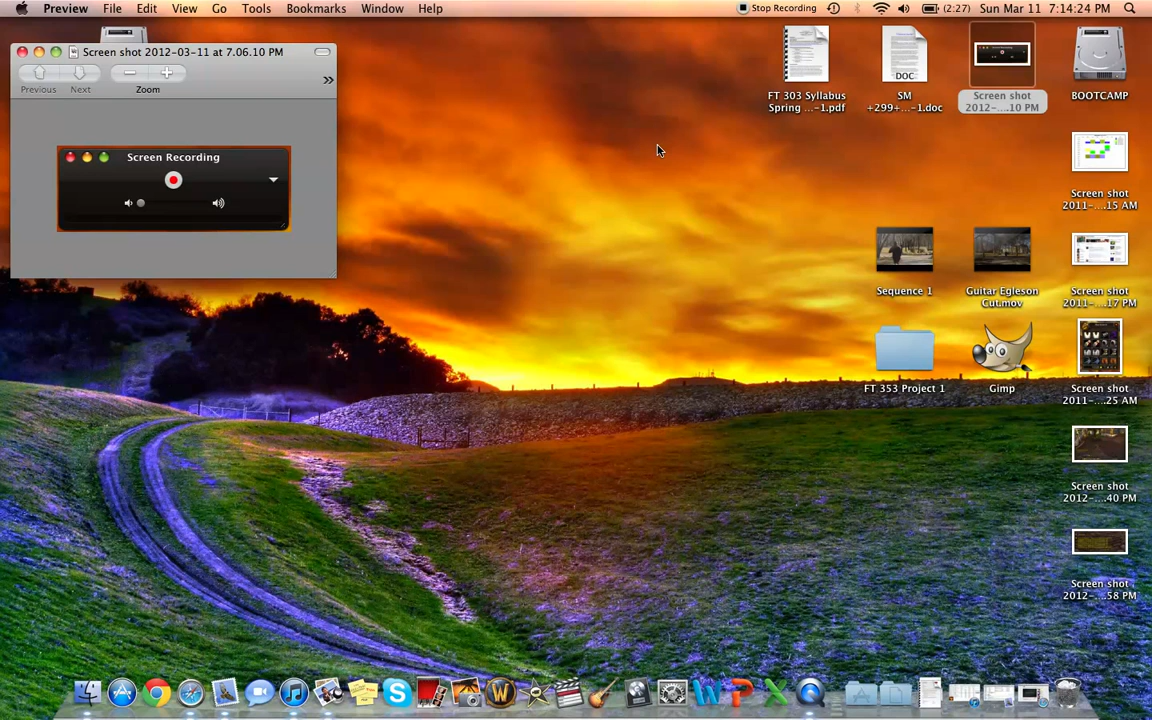 Preview File Edit View Go Tools Bookmarks Window Help
Stop Recording (2:27) Sun Mar 11 7:14:24 PM
Screen shot 2012-03-11 at 7.06.10 PM
Previous Next Zoom
Screen Recording
FT 303 Syllabus
Spring ...-1.pdf
SM
+299+...-1.doc
DOC
Screen shot
2012-....10 PM
BOOTCAMP
Screen shot
2011-....15 AM
Sequence 1
Guitar Egleson
Cut.mov
Screen shot
2011-....17 PM
FT 353 Project 1
Gimp
Screen shot
2011-....25 AM
Screen shot
2012-....40 PM
Screen shot
2012-....58 PM